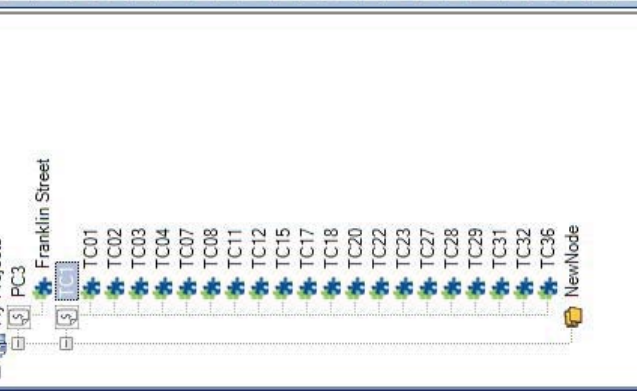 PC3
Franklin Street
TC1
TC01
TC02
TC03
TC04
TC07
TC08
TC11
TC12
TC15
TC17
TC18
TC20
TC22
TC23
TC27
TC28
TC29
TC31
TC32
TC36
NewNode